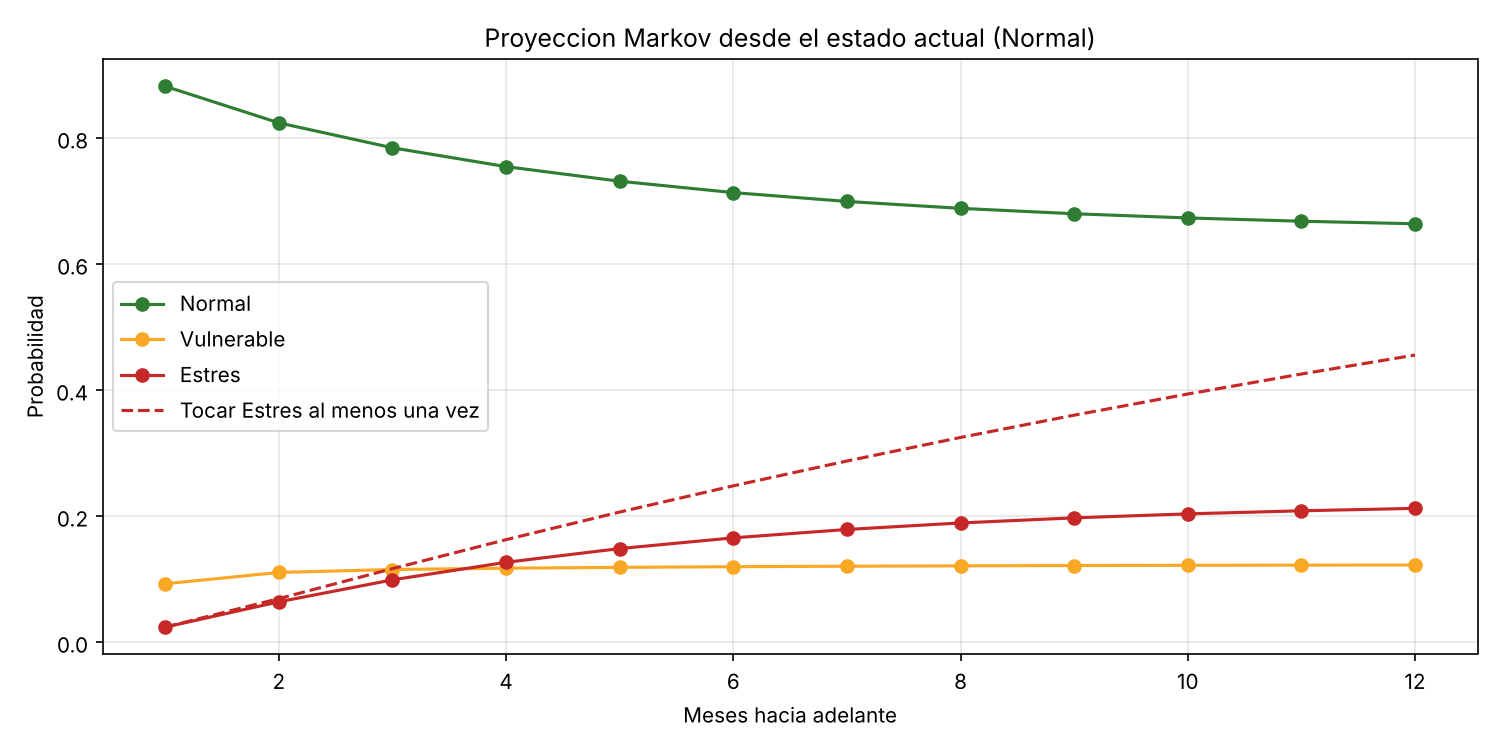 Proyeccion Markov desde el estado actual (Normal)
Probabilidad
0.8
0.6
0.4
0.2
0.0
Normal
Vulnerable
Estres
Tocar Estres al menos una vez
2
4
6
8
10
12
Meses hacia adelante